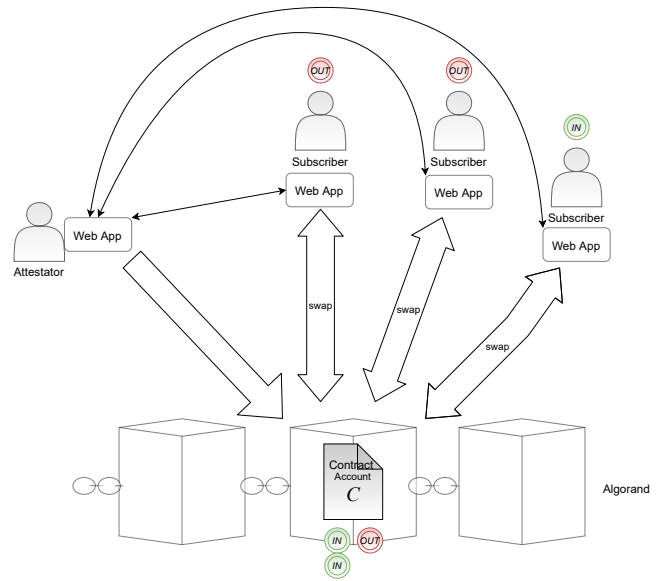 OUT
OUT
IN
Subscriber
Subscriber
Web App
Web App
Subscriber
Web App
Web App
Attestator
swap
swap
swap
Contract
Account
C
Algorand
IN
OUT
IN